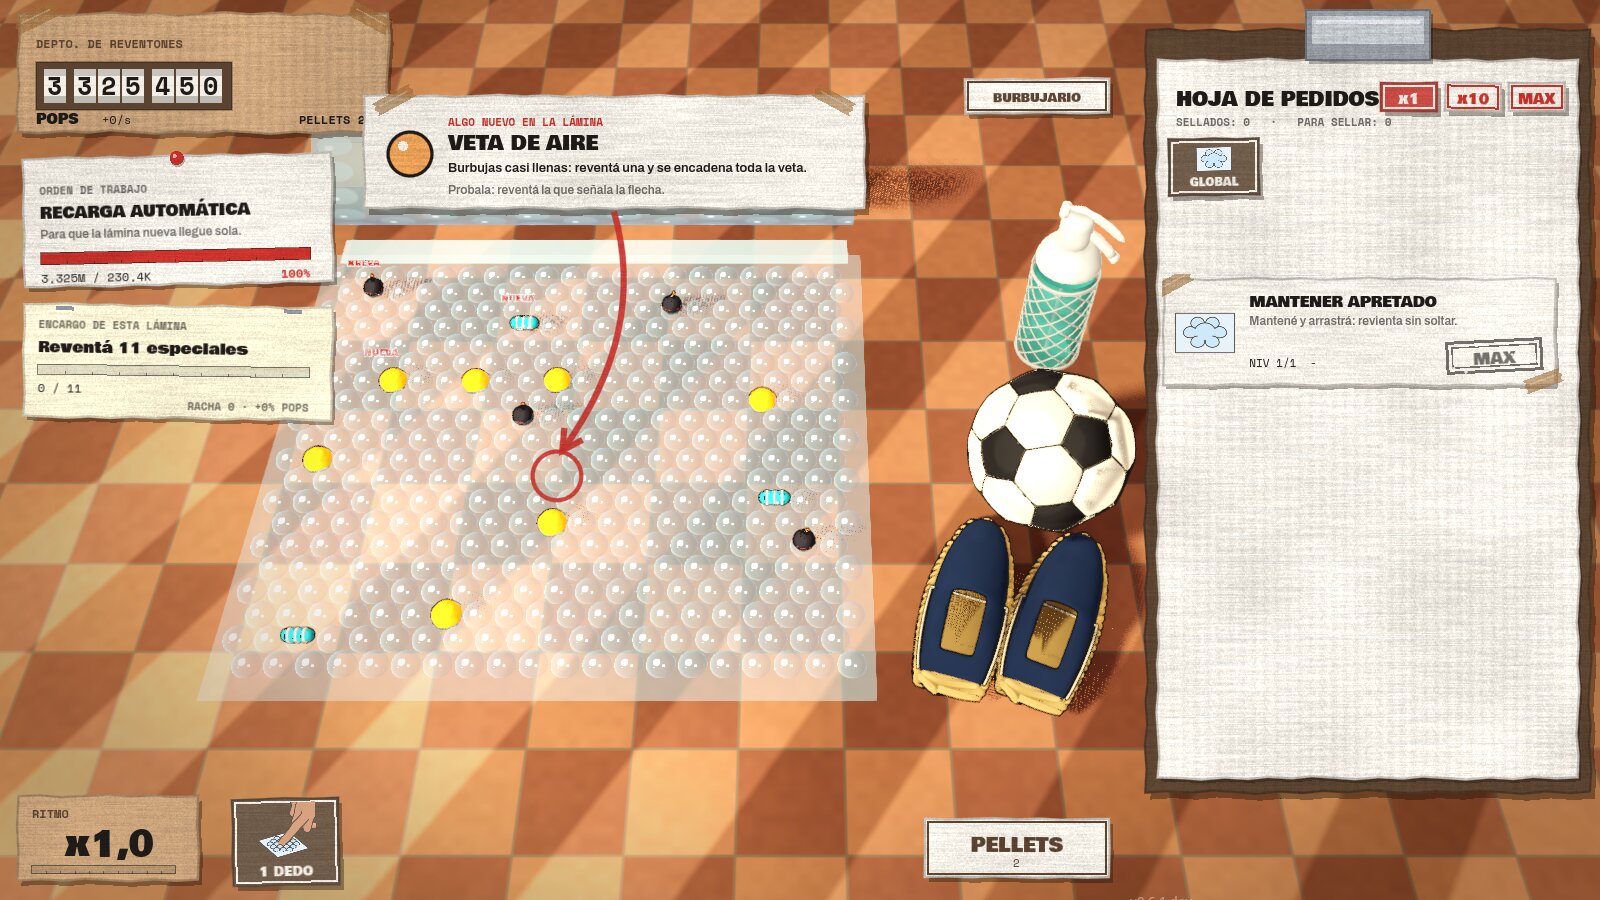 DEPTO. DE REVENTONES
3 325 450
POPS +0/s PELLETS 2
ORDEN DE TRABAJO
RECARGA AUTOMÁTICA
Para que la lámina nueva llegue sola.
3.325M / 230.4K 100%
ENCARGO DE ESTA LÁMINA
Reventá 11 especiales
0 / 11
RACHA 0 · +0% POPS
ALGO NUEVO EN LA LÁMINA
VETA DE AIRE
Burbujas casi llenas: reventá una y se encadena toda la veta.
Probala: reventá la que señala la flecha.
NUEVA
NUEVA
NUEVA
BURBUJARIO
HOJA DE PEDIDOS x1 x10 MAX
SELLADOS: 0 · PARA SELLAR: 0
GLOBAL
MANTENER APRETADO
Mantené y arrastrá: revienta sin soltar.
NIV 1/1 -
MAX
RITMO
x1,0
1 DEDO
PELLETS
2